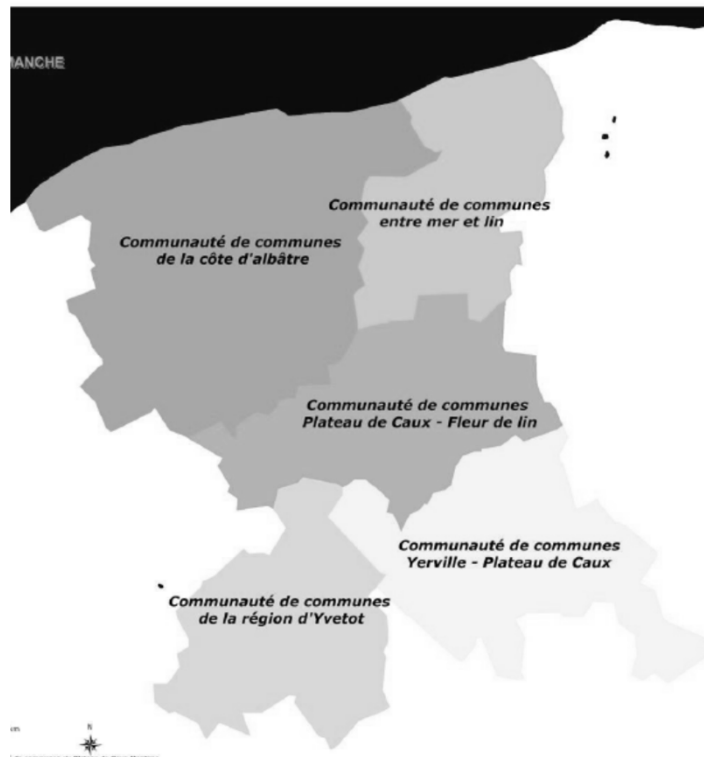 MANCHE
Communauté de communes
entre mer et lin
Communauté de communes
de la côte d'albâtre
Communauté de communes
Plateau de Caux - Fleur de lin
Communauté de communes
Yerville - Plateau de Caux
Communauté de communes
de la région d'Yvetot
N